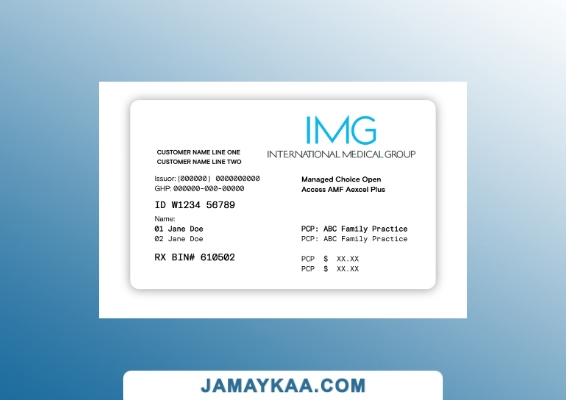 IMG
INTERNATIONAL MEDICAL GROUP
CUSTOMER NAME LINE ONE
CUSTOMER NAME LINE TWO
Issuor: (000000) 0000000000
GHP: 000000-000-00000
Managed Choice Open
Access AMF Aexcel Plus
ID W1234 56789
Name:
01 Jane Doe
02 Jane Doe
PCP: ABC Family Practice
PCP: ABC Family Practice
RX BIN# 610502
PCP $ XX.XX
PCP $ XX.XX
JAMAYKAA.COM